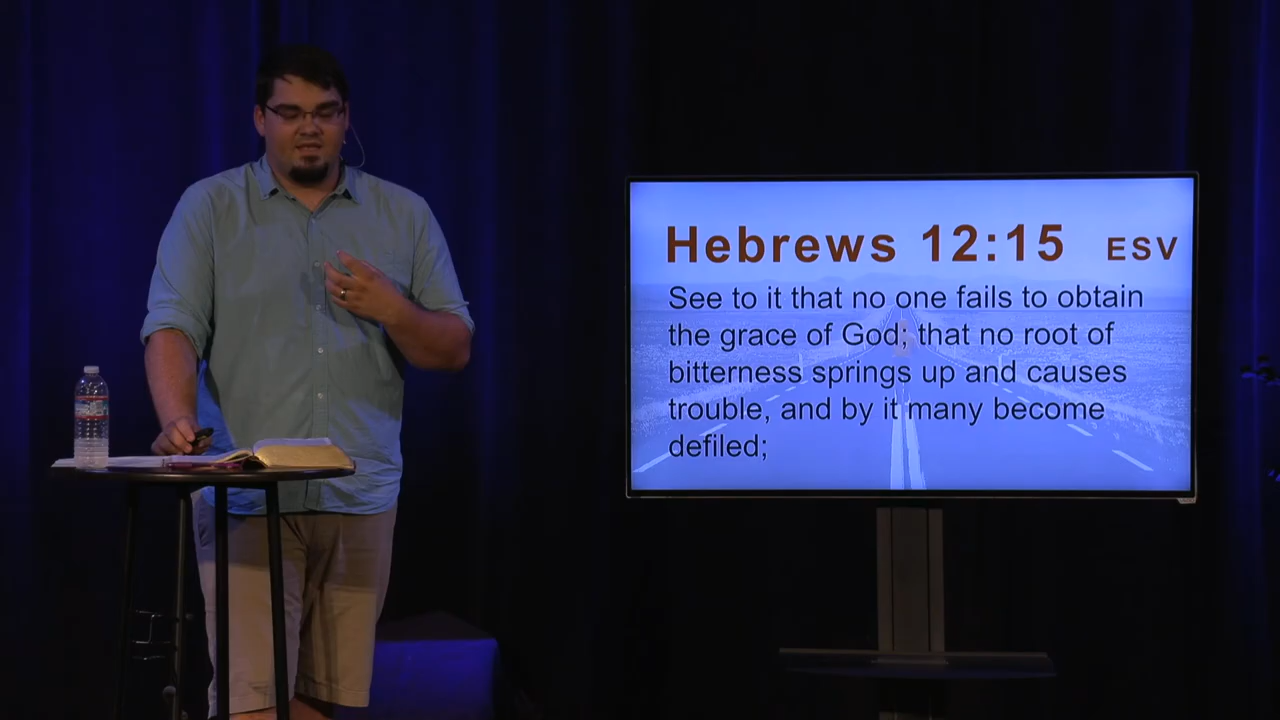 Hebrews 12:15 ESV
See to it that no one fails to obtain
the grace of God; that no root of
bitterness springs up and causes
trouble, and by it many become
defiled;